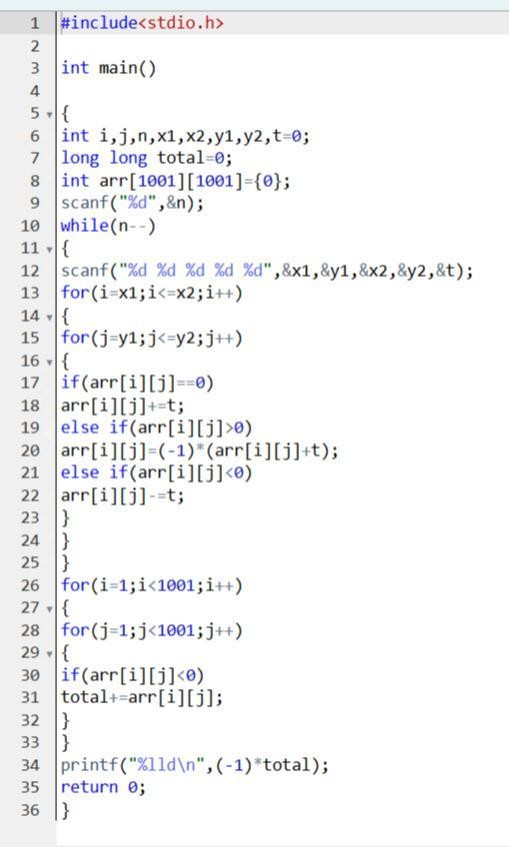 1 #include<stdio.h>
2
3 int main()
4
5 {
6 int i,j,n,x1,x2,y1,y2,t=0;
7 long long total=0;
8 int arr[1001][1001]={0};
9 scanf("%d",&n);
10 while(n--)
11 {
12 scanf("%d %d %d %d %d",&x1,&y1,&x2,&y2,&t);
13 for(i=x1;i<=x2;i++)
14 {
15 for(j=y1;j<=y2;j++)
16 {
17 if(arr[i][j]==0)
18 arr[i][j]+=t;
19 else if(arr[i][j]>0)
20 arr[i][j]=(-1)*(arr[i][j]+t);
21 else if(arr[i][j]<0)
22 arr[i][j]-=t;
23 }
24 }
25 }
26 for(i=1;i<1001;i++)
27 {
28 for(j=1;j<1001;j++)
29 {
30 if(arr[i][j]<0)
31 total+=arr[i][j];
32 }
33 }
34 printf("%lld\n",(-1)*total);
35 return 0;
36 }